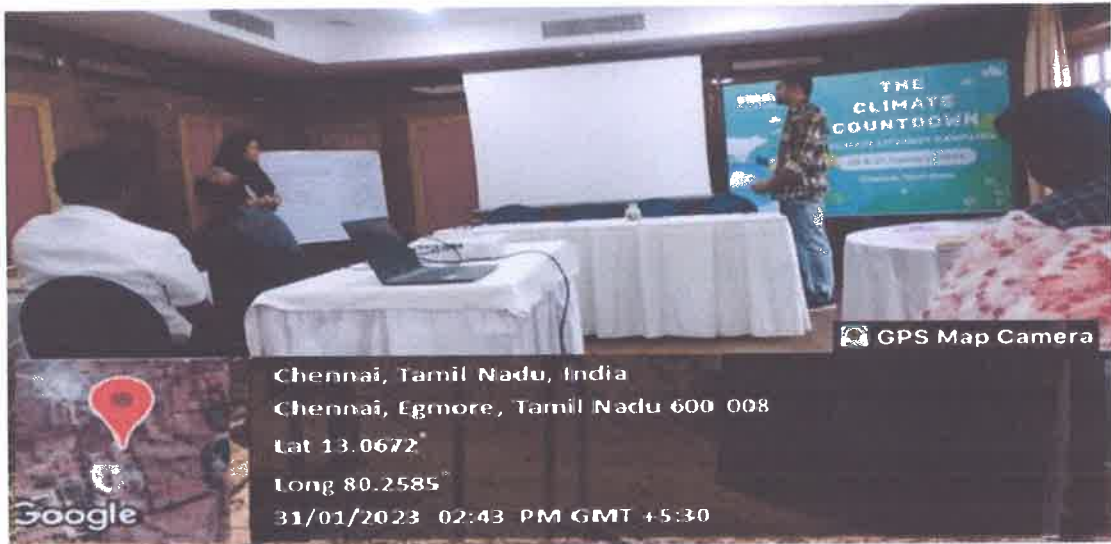 THE
CLIMATE
COUNTDOWN
GPS Map Camera
Chennai, Tamil Nadu, India
Chennai, Egmore, Tamil Nadu 600 008
Lat 13.0672°
Long 80.2585°
31/01/2023 02:43 PM GMT +5:30
Google